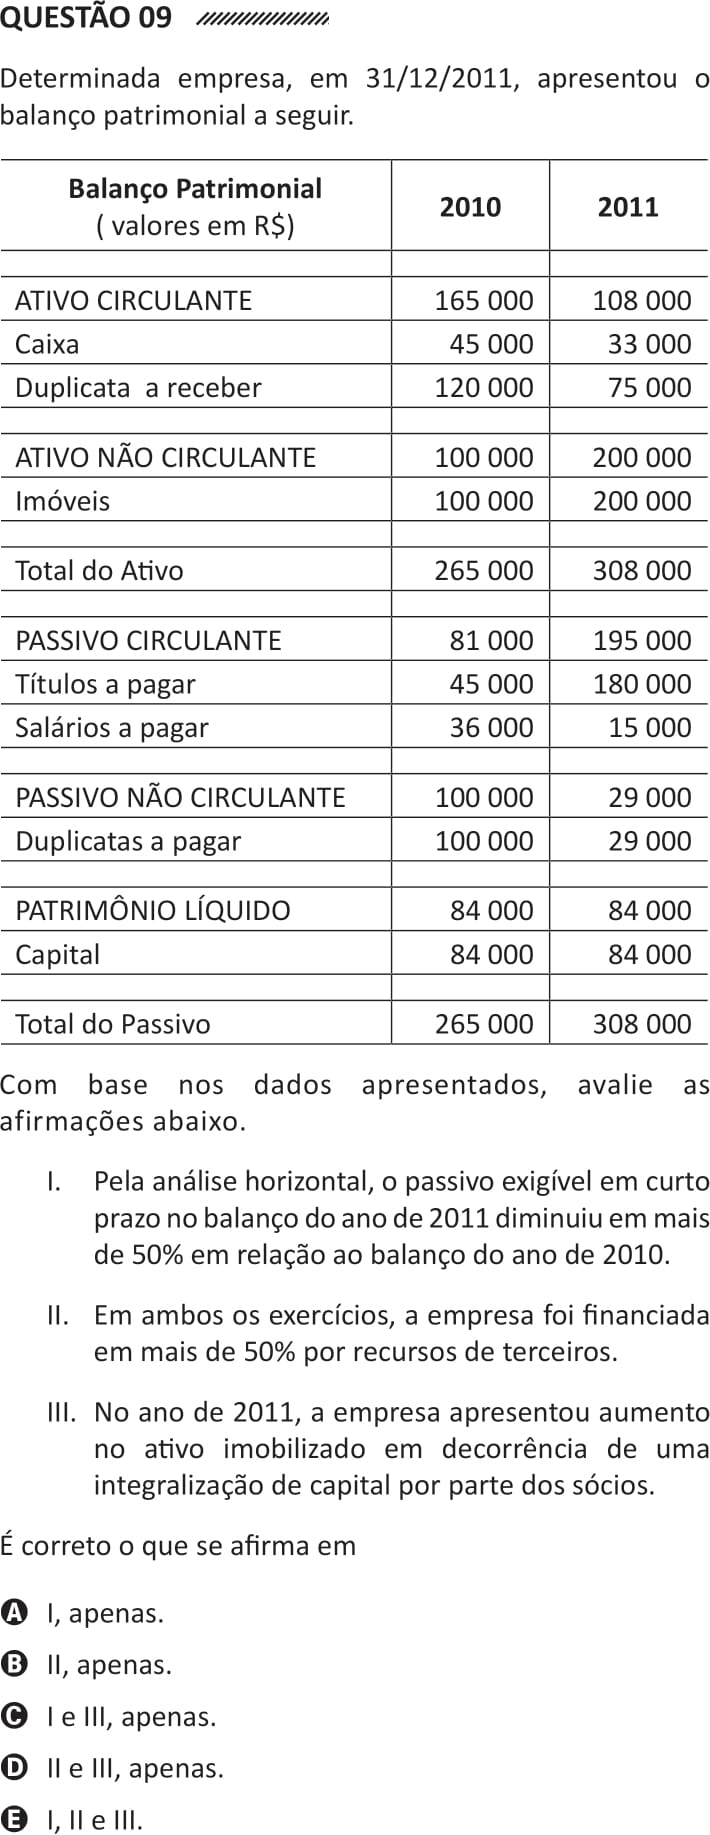 QUESTÃO 09
Determinada empresa, em 31/12/2011, apresentou o
balanço patrimonial a seguir.
Balanço Patrimonial
( valores em R$) 2010 2011
ATIVO CIRCULANTE 165 000 108 000
Caixa 45 000 33 000
Duplicata a receber 120 000 75 000
ATIVO NÃO CIRCULANTE 100 000 200 000
Imóveis 100 000 200 000
Total do Ativo 265 000 308 000
PASSIVO CIRCULANTE 81 000 195 000
Títulos a pagar 45 000 180 000
Salários a pagar 36 000 15 000
PASSIVO NÃO CIRCULANTE 100 000 29 000
Duplicatas a pagar 100 000 29 000
PATRIMÔNIO LÍQUIDO 84 000 84 000
Capital 84 000 84 000
Total do Passivo 265 000 308 000
Com base nos dados apresentados, avalie as
afirmações abaixo.
I. Pela análise horizontal, o passivo exigível em curto
prazo no balanço do ano de 2011 diminuiu em mais
de 50% em relação ao balanço do ano de 2010.
II. Em ambos os exercícios, a empresa foi financiada
em mais de 50% por recursos de terceiros.
III. No ano de 2011, a empresa apresentou aumento
no ativo imobilizado em decorrência de uma
integralização de capital por parte dos sócios.
É correto o que se afirma em
A I, apenas.
B II, apenas.
C I e III, apenas.
D II e III, apenas.
E I, II e III.